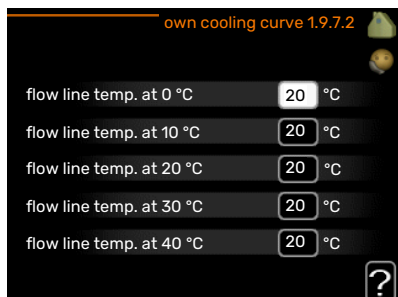 own cooling curve 1.9.7.2
flow line temp. at 0 °C 20 °C
flow line temp. at 10 °C 20 °C
flow line temp. at 20 °C 20 °C
flow line temp. at 30 °C 20 °C
flow line temp. at 40 °C 20 °C
?